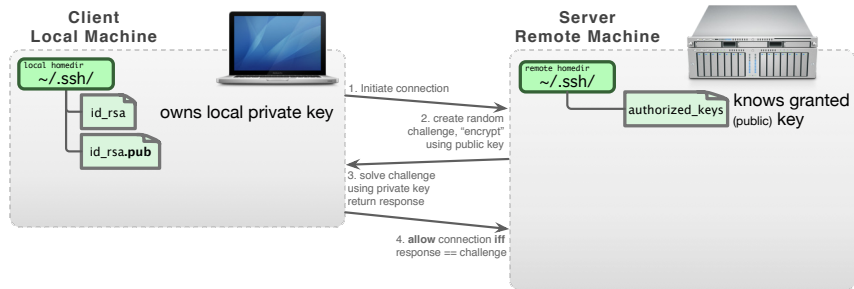 Client
Local Machine
local homedir
~/.ssh/
id_rsa
id_rsa.pub
owns local private key
1. Initiate connection
2. create random
challenge, “encrypt”
using public key
3. solve challenge
using private key
return response
4. allow connection iff
response == challenge
Server
Remote Machine
remote homedir
~/.ssh/
authorized_keys
knows granted
(public) key